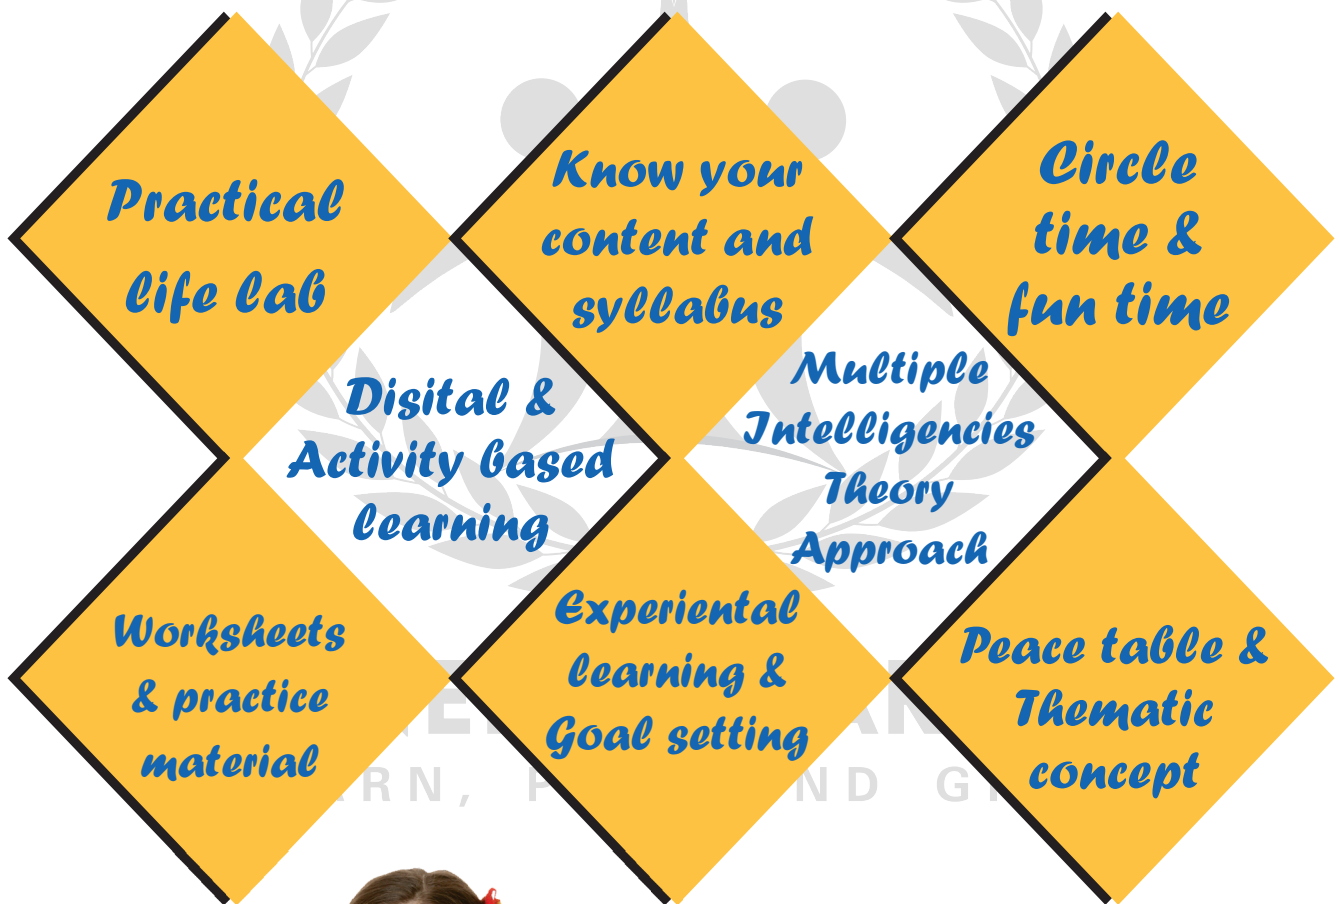 Practical
life lab
Know your
content and
syllabus
Circle
time &
fun time
Disital &
Activity based
learning
Multiple
Intelligencies
Theory
Approach
Worksheets
& practice
material
Experiental
learning &
Goal setting
Peace table &
Thematic
concept